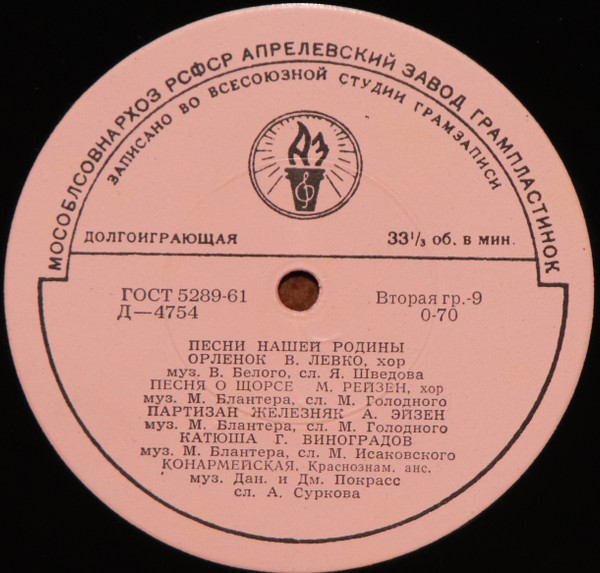 МОСОБЛСОВНАРХОЗ РСФСР АПРЕЛЕВСКИЙ ЗАВОД ГРАМПЛАСТИНОК
ЗАПИСАНО ВО ВСЕСОЮЗНОЙ СТУДИИ ГРАМЗАПИСИ
АЗ
ДОЛГОИГРАЮЩАЯ 33 1/3 об. в мин.
ГОСТ 5289-61 Вторая гр.-9
Д—4754 0-70
ПЕСНИ НАШЕЙ РОДИНЫ
ОРЛЕНОК В. ЛЕВКО, хор
муз. В. Белого, сл. Я. Шведова
ПЕСНЯ О ЩОРСЕ М. РЕЙЗЕН, хор
муз. М. Блантера, сл. М. Голодного
ПАРТИЗАН ЖЕЛЕЗНЯК А. ЭЙЗЕН
муз. М. Блантера, сл. М. Голодного
КАТЮША Г. ВИНОГРАДОВ
муз. М. Блантера, сл. М. Исаковского
КОНАРМЕЙСКАЯ. Краснознам. анс.
муз. Дан. и Дм. Покрасс
сл. А. Суркова